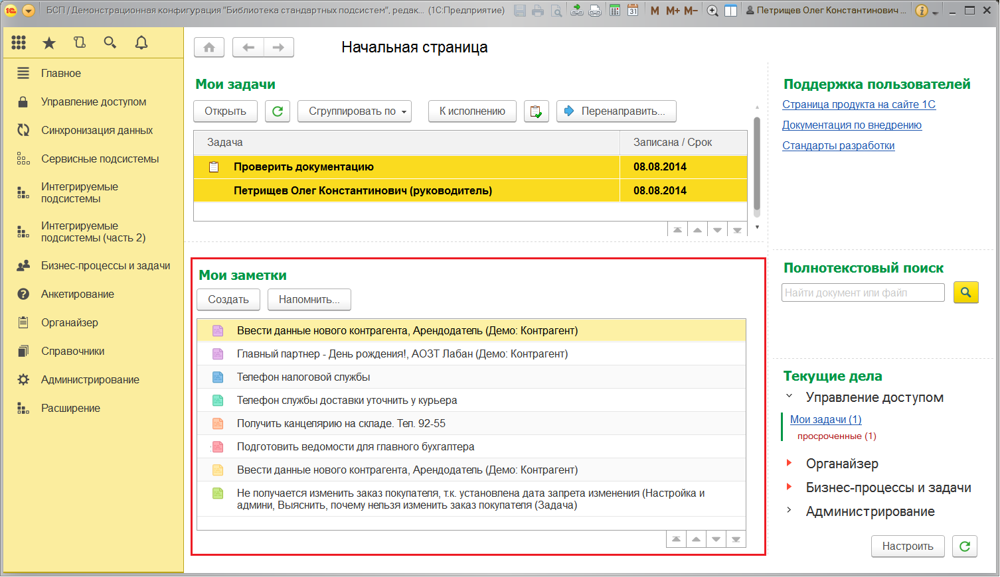 БСП / Демонстрационная конфигурация "Библиотека стандартных подсистем", редак... (1С:Предприятие)
31
M M+ M−
Петрищев Олег Константинович ...
Начальная страница
Главное
Управление доступом
Синхронизация данных
Сервисные подсистемы
Интегрируемые
подсистемы
Интегрируемые
подсистемы (часть 2)
Бизнес-процессы и задачи
Анкетирование
Органайзер
Справочники
Администрирование
Расширение
Мои задачи
Открыть
Сгруппировать по
К исполнению
Перенаправить...
Задача
Записана / Срок
Проверить документацию
08.08.2014
Петрищев Олег Константинович (руководитель)
08.08.2014
Мои заметки
Создать
Напомнить...
Ввести данные нового контрагента, Арендодатель (Демо: Контрагент)
Главный партнер - День рождения!, АОЗТ Лабан (Демо: Контрагент)
Телефон налоговой службы
Телефон службы доставки уточнить у курьера
Получить канцелярию на складе. Тел. 92-55
Подготовить ведомости для главного бухгалтера
Ввести данные нового контрагента, Арендодатель (Демо: Контрагент)
Не получается изменить заказ покупателя, т.к. установлена дата запрета изменения (Настройка и
админи, Выяснить, почему нельзя изменить заказ покупателя (Задача)
Поддержка пользователей
Страница продукта на сайте 1С
Документация по внедрению
Стандарты разработки
Полнотекстовый поиск
Найти документ или файл
Текущие дела
Управление доступом
Мои задачи (1)
просроченные (1)
Органайзер
Бизнес-процессы и задачи
Администрирование
Настроить